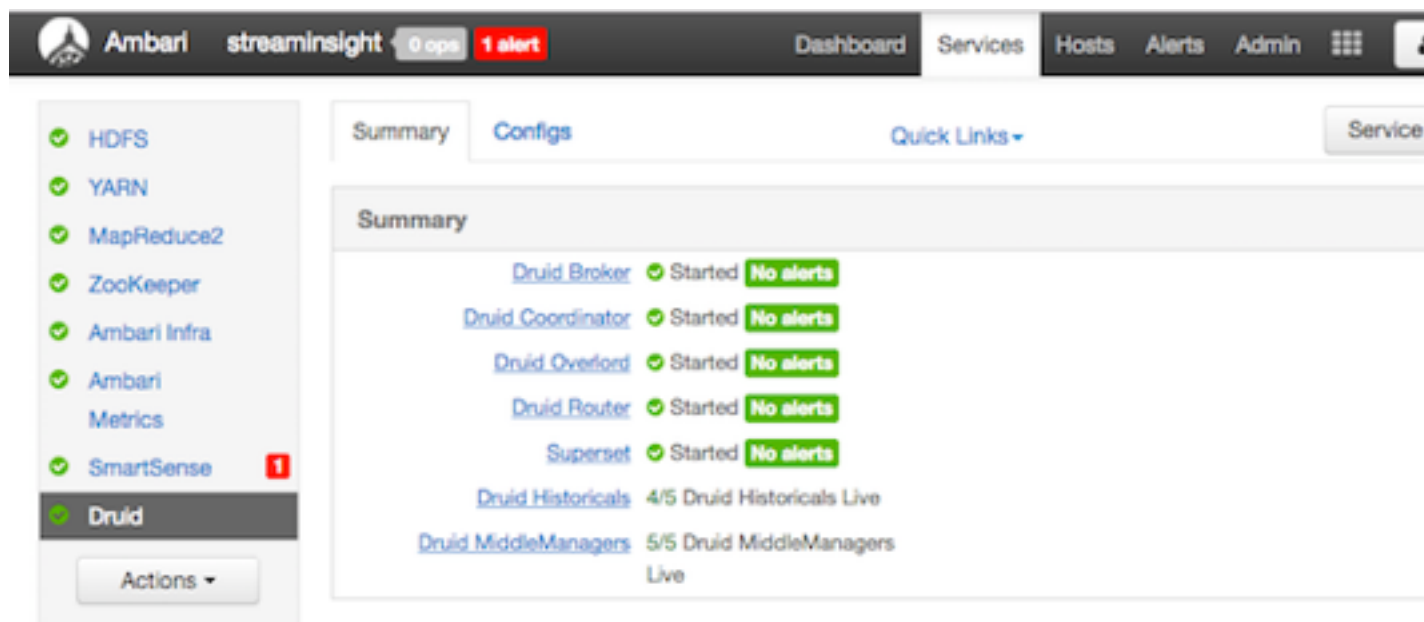 Ambari streaminsight 0 ops 1 alert Dashboard Services Hosts Alerts Admin
HDFS
YARN
MapReduce2
ZooKeeper
Ambari Infra
Ambari
Metrics
SmartSense 1
Druid
Actions
Summary Configs Quick Links Service
Summary
Druid Broker Started No alerts
Druid Coordinator Started No alerts
Druid Overlord Started No alerts
Druid Router Started No alerts
Superset Started No alerts
Druid Historicals 4/5 Druid Historicals Live
Druid MiddleManagers 5/5 Druid MiddleManagers
Live